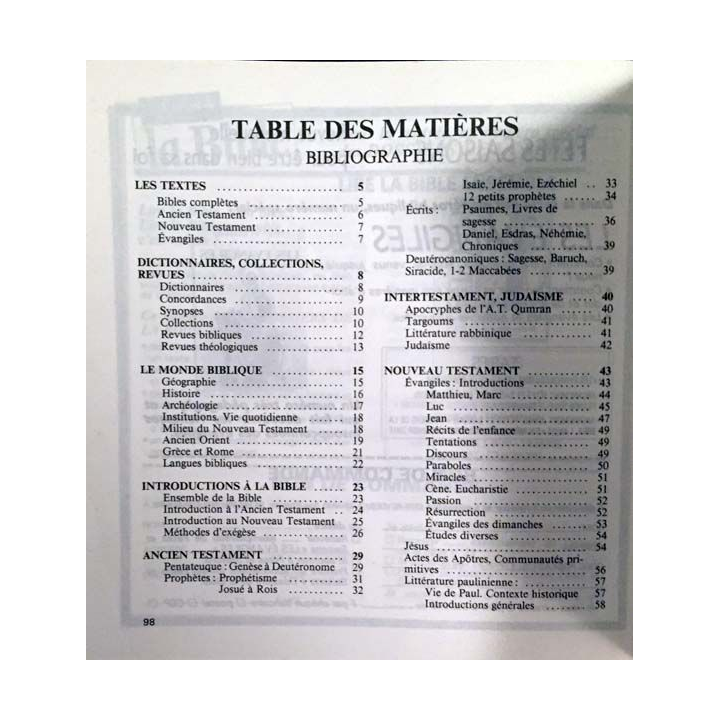 TABLE DES MATIÈRES
BIBLIOGRAPHIE
LES TEXTES .................... 5
Bibles complètes .................... 5
Ancien Testament .................... 6
Nouveau Testament .................... 7
Évangiles .................... 7
DICTIONNAIRES, COLLECTIONS,
REVUES .................... 8
Dictionnaires .................... 8
Concordances .................... 9
Synopses .................... 10
Collections .................... 10
Revues bibliques .................... 12
Revues théologiques .................... 13
LE MONDE BIBLIQUE .................... 15
Géographie .................... 15
Histoire .................... 16
Archéologie .................... 17
Institutions. Vie quotidienne .... 18
Milieu du Nouveau Testament .... 18
Ancien Orient .................... 19
Grèce et Rome .................... 21
Langues bibliques .................... 22
INTRODUCTIONS À LA BIBLE ...... 23
Ensemble de la Bible .................... 23
Introduction à l'Ancien Testament .. 24
Introduction au Nouveau Testament 25
Méthodes d'exégèse .................... 26
ANCIEN TESTAMENT .................... 29
Pentateuque : Genèse à Deutéronome 29
Prophètes : Prophétisme .................... 31
Josué à Rois .................... 32
98
Isaïe, Jérémie, Ezéchiel .. 33
12 petits prophètes ...... 34
Écrits : Psaumes, Livres de
sagesse .................... 36
Daniel, Esdras, Néhémie,
Chroniques .................... 39
Deutérocanoniques : Sagesse, Baruch,
Siracide, 1-2 Maccabées .......... 39
INTERTESTAMENT, JUDAÏSME .... 40
Apocryphes de l'A.T. Qumran ...... 40
Targoums .................... 41
Littérature rabbinique .................... 41
Judaïsme 42
NOUVEAU TESTAMENT .................... 43
Évangiles : Introductions .................... 43
Matthieu, Marc .................... 44
Luc .................... 45
Jean .................... 47
Récits de l'enfance .................... 49
Tentations .................... 49
Discours .................... 49
Paraboles .................... 50
Miracles .................... 51
Cène. Eucharistie .................... 51
Passion .................... 52
Résurrection .................... 52
Évangiles des dimanches .......... 53
Études diverses .................... 54
Jésus .................... 54
Actes des Apôtres, Communautés pri-
mitives .................... 56
Littérature paulinienne : .................... 57
Vie de Paul. Contexte historique 57
Introductions générales .......... 58